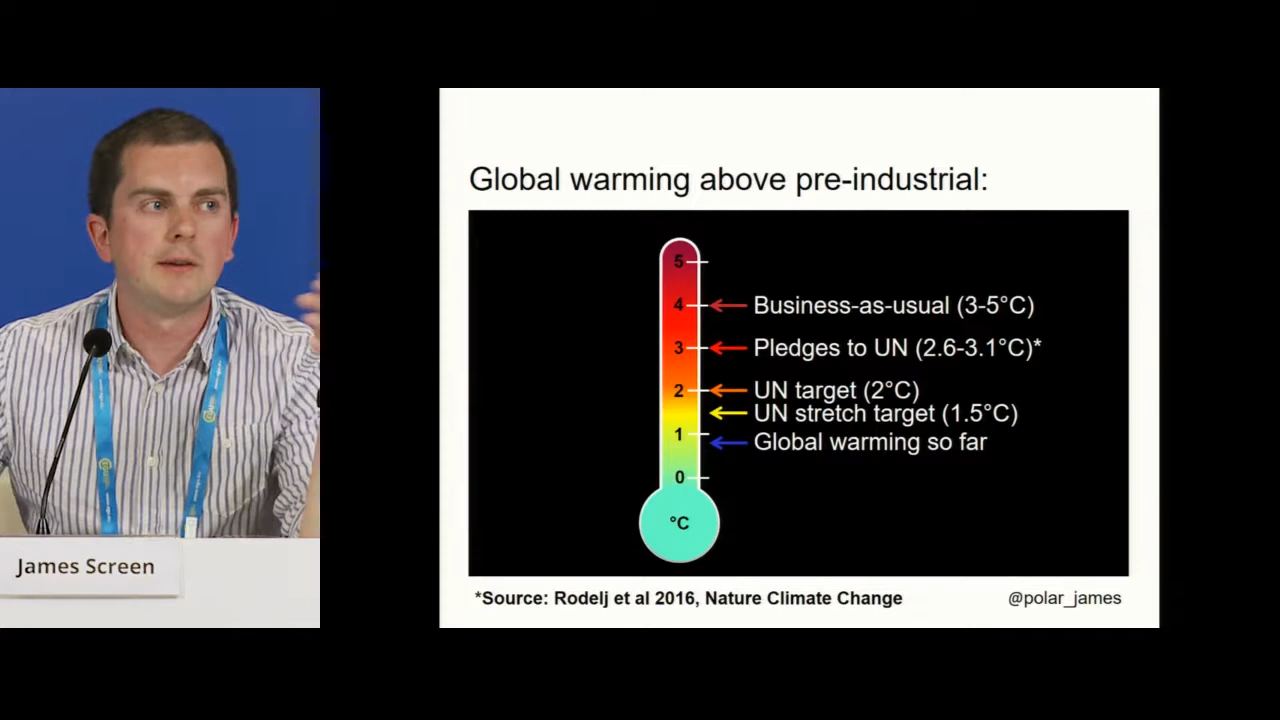 James Screen
Global warming above pre-industrial:
5
4
Business-as-usual (3-5°C)
3
Pledges to UN (2.6-3.1°C)*
2
UN target (2°C)
UN stretch target (1.5°C)
1
Global warming so far
0
°C
*Source: Rodelj et al 2016, Nature Climate Change
@polar_james